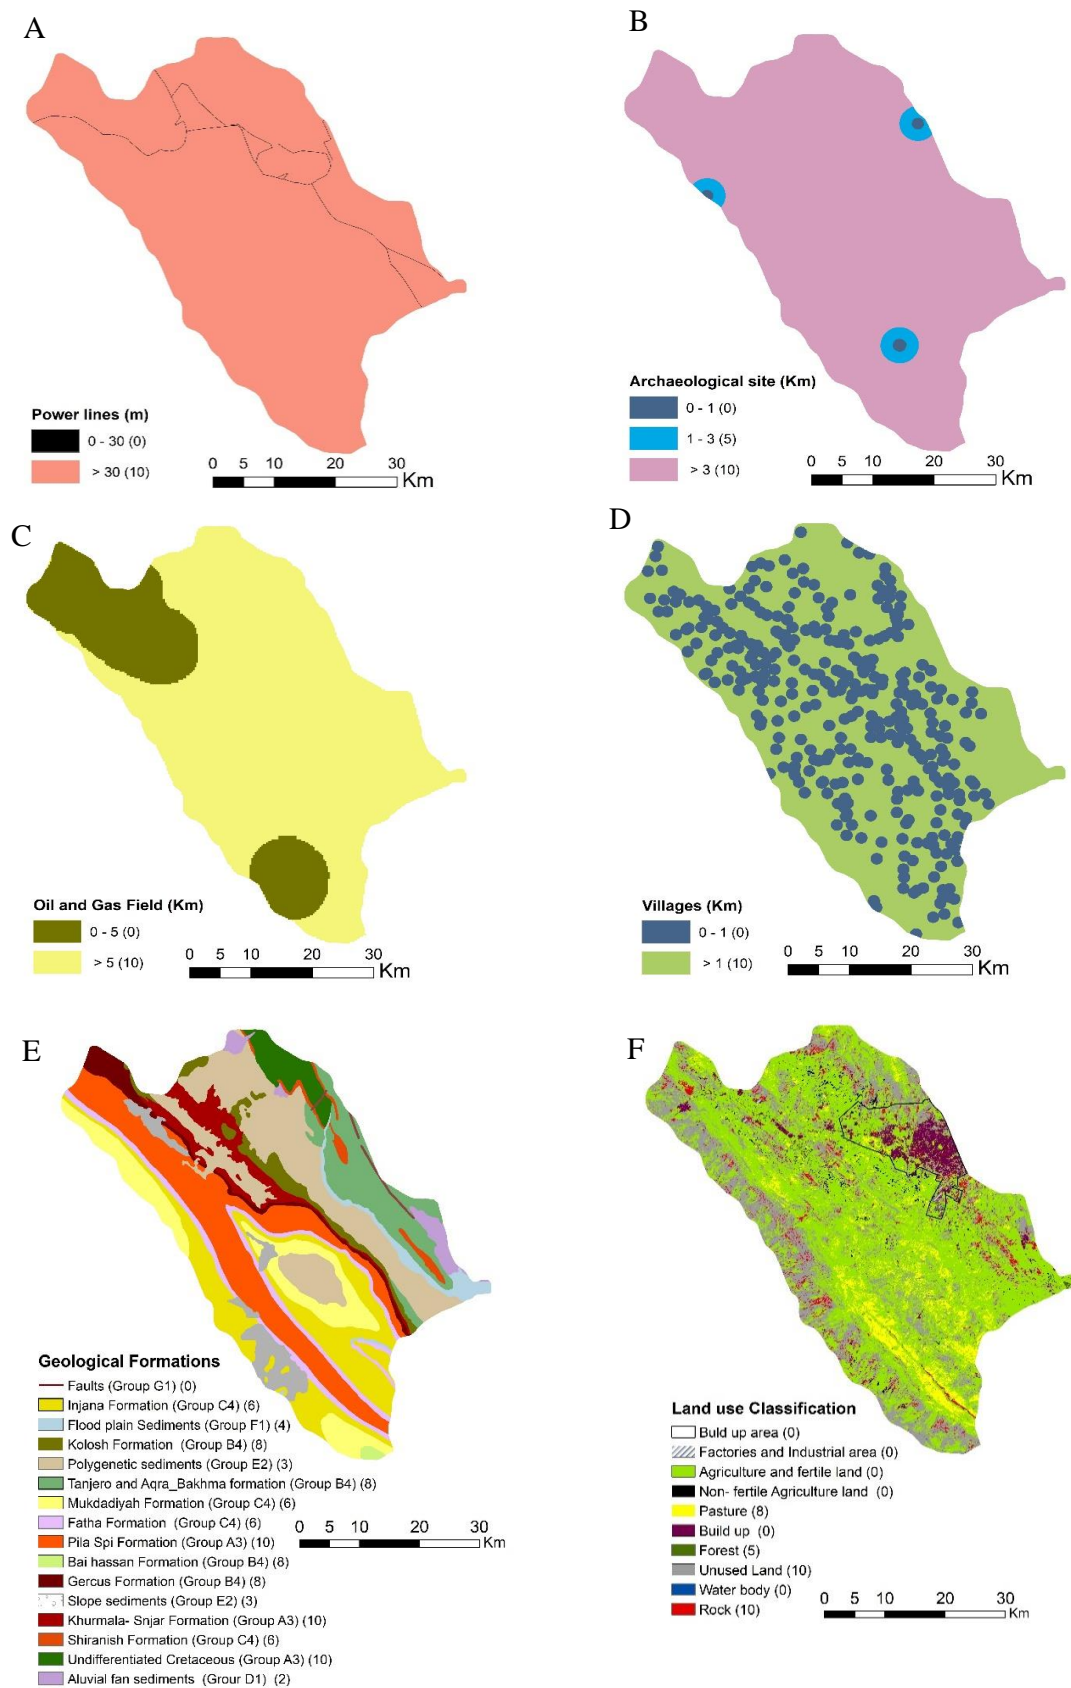 A
Power lines (m)
0 - 30 (0)
> 30 (10)
0 5 10 20 30
Km
B
Archaeological site (Km)
0 - 1 (0)
1 - 3 (5)
> 3 (10)
0 5 10 20 30
Km
C
Oil and Gas Field (Km)
0 - 5 (0)
> 5 (10)
0 5 10 20 30
Km
D
Villages (Km)
0 - 1 (0)
> 1 (10)
0 5 10 20 30
Km
E
Geological Formations
Faults (Group G1) (0)
Injana Formation (Group C4) (6)
Flood plain Sediments (Group F1) (4)
Kolosh Formation (Group B4) (8)
Polygenetic sediments (Group E2) (3)
Tanjero and Aqra_Bakhma formation (Group B4) (8)
Mukdadiyah Formation (Group C4) (6)
Fatha Formation (Group C4) (6)
Pila Spi Formation (Group A3) (10)
Bai hassan Formation (Group B4) (8)
Gercus Formation (Group B4) (8)
Slope sediments (Group E2) (3)
Khurmala- Snjar Formation (Group A3) (10)
Shiranish Formation (Group C4) (6)
Undifferentiated Cretaceous (Group A3) (10)
Aluvial fan sediments (Grour D1) (2)
0 5 10 20 30
Km
F
Land use Classification
Buld up area (0)
Factories and Industrial area (0)
Agriculture and fertile land (0)
Non- fertile Agriculture land (0)
Pasture (8)
Build up (0)
Forest (5)
Unused Land (10)
Water body (0)
Rock (10)
0 5 10 20 30
Km